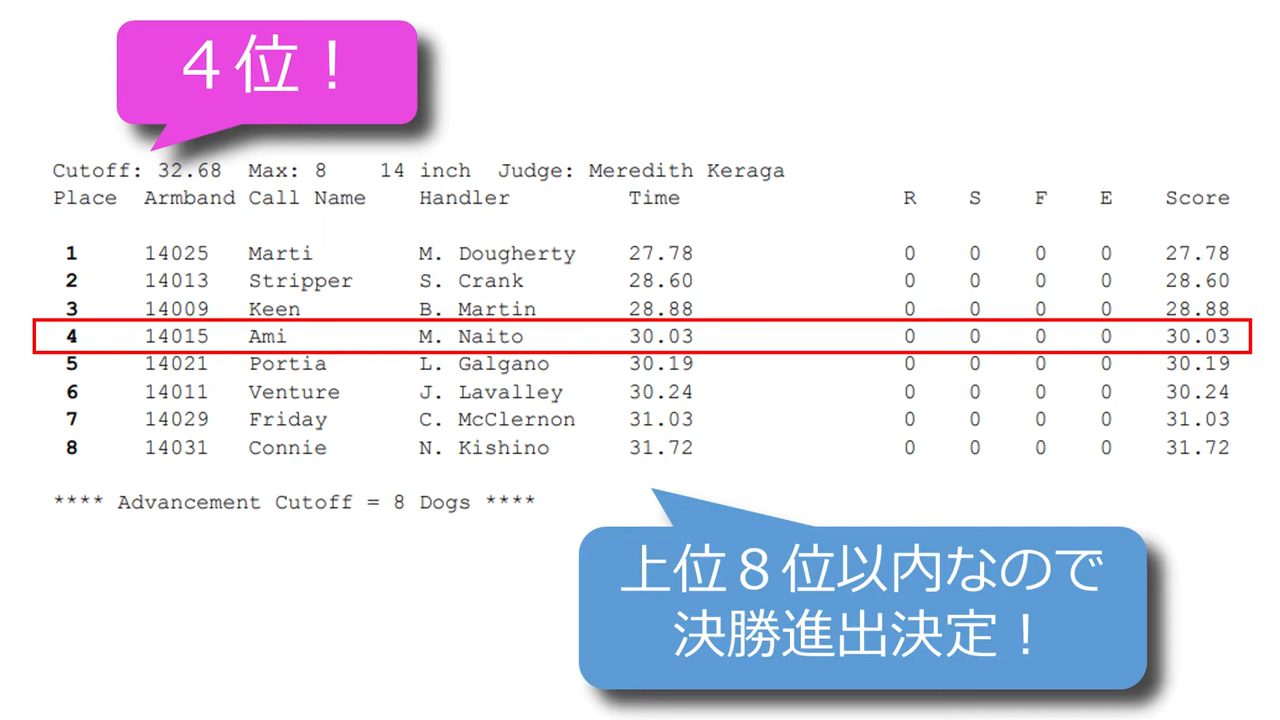 ４位！
Cutoff: 32.68 Max: 8 14 inch Judge: Meredith Keraga
Place Armband Call Name Handler Time R S F E Score
1 14025 Marti M. Dougherty 27.78 0 0 0 0 27.78
2 14013 Stripper S. Crank 28.60 0 0 0 0 28.60
3 14009 Keen B. Martin 28.88 0 0 0 0 28.88
4 14015 Ami M. Naito 30.03 0 0 0 0 30.03
5 14021 Portia L. Galgano 30.19 0 0 0 0 30.19
6 14011 Venture J. Lavalley 30.24 0 0 0 0 30.24
7 14029 Friday C. McClernon 31.03 0 0 0 0 31.03
8 14031 Connie N. Kishino 31.72 0 0 0 0 31.72
**** Advancement Cutoff = 8 Dogs ****
上位８位以内なので
決勝進出決定！